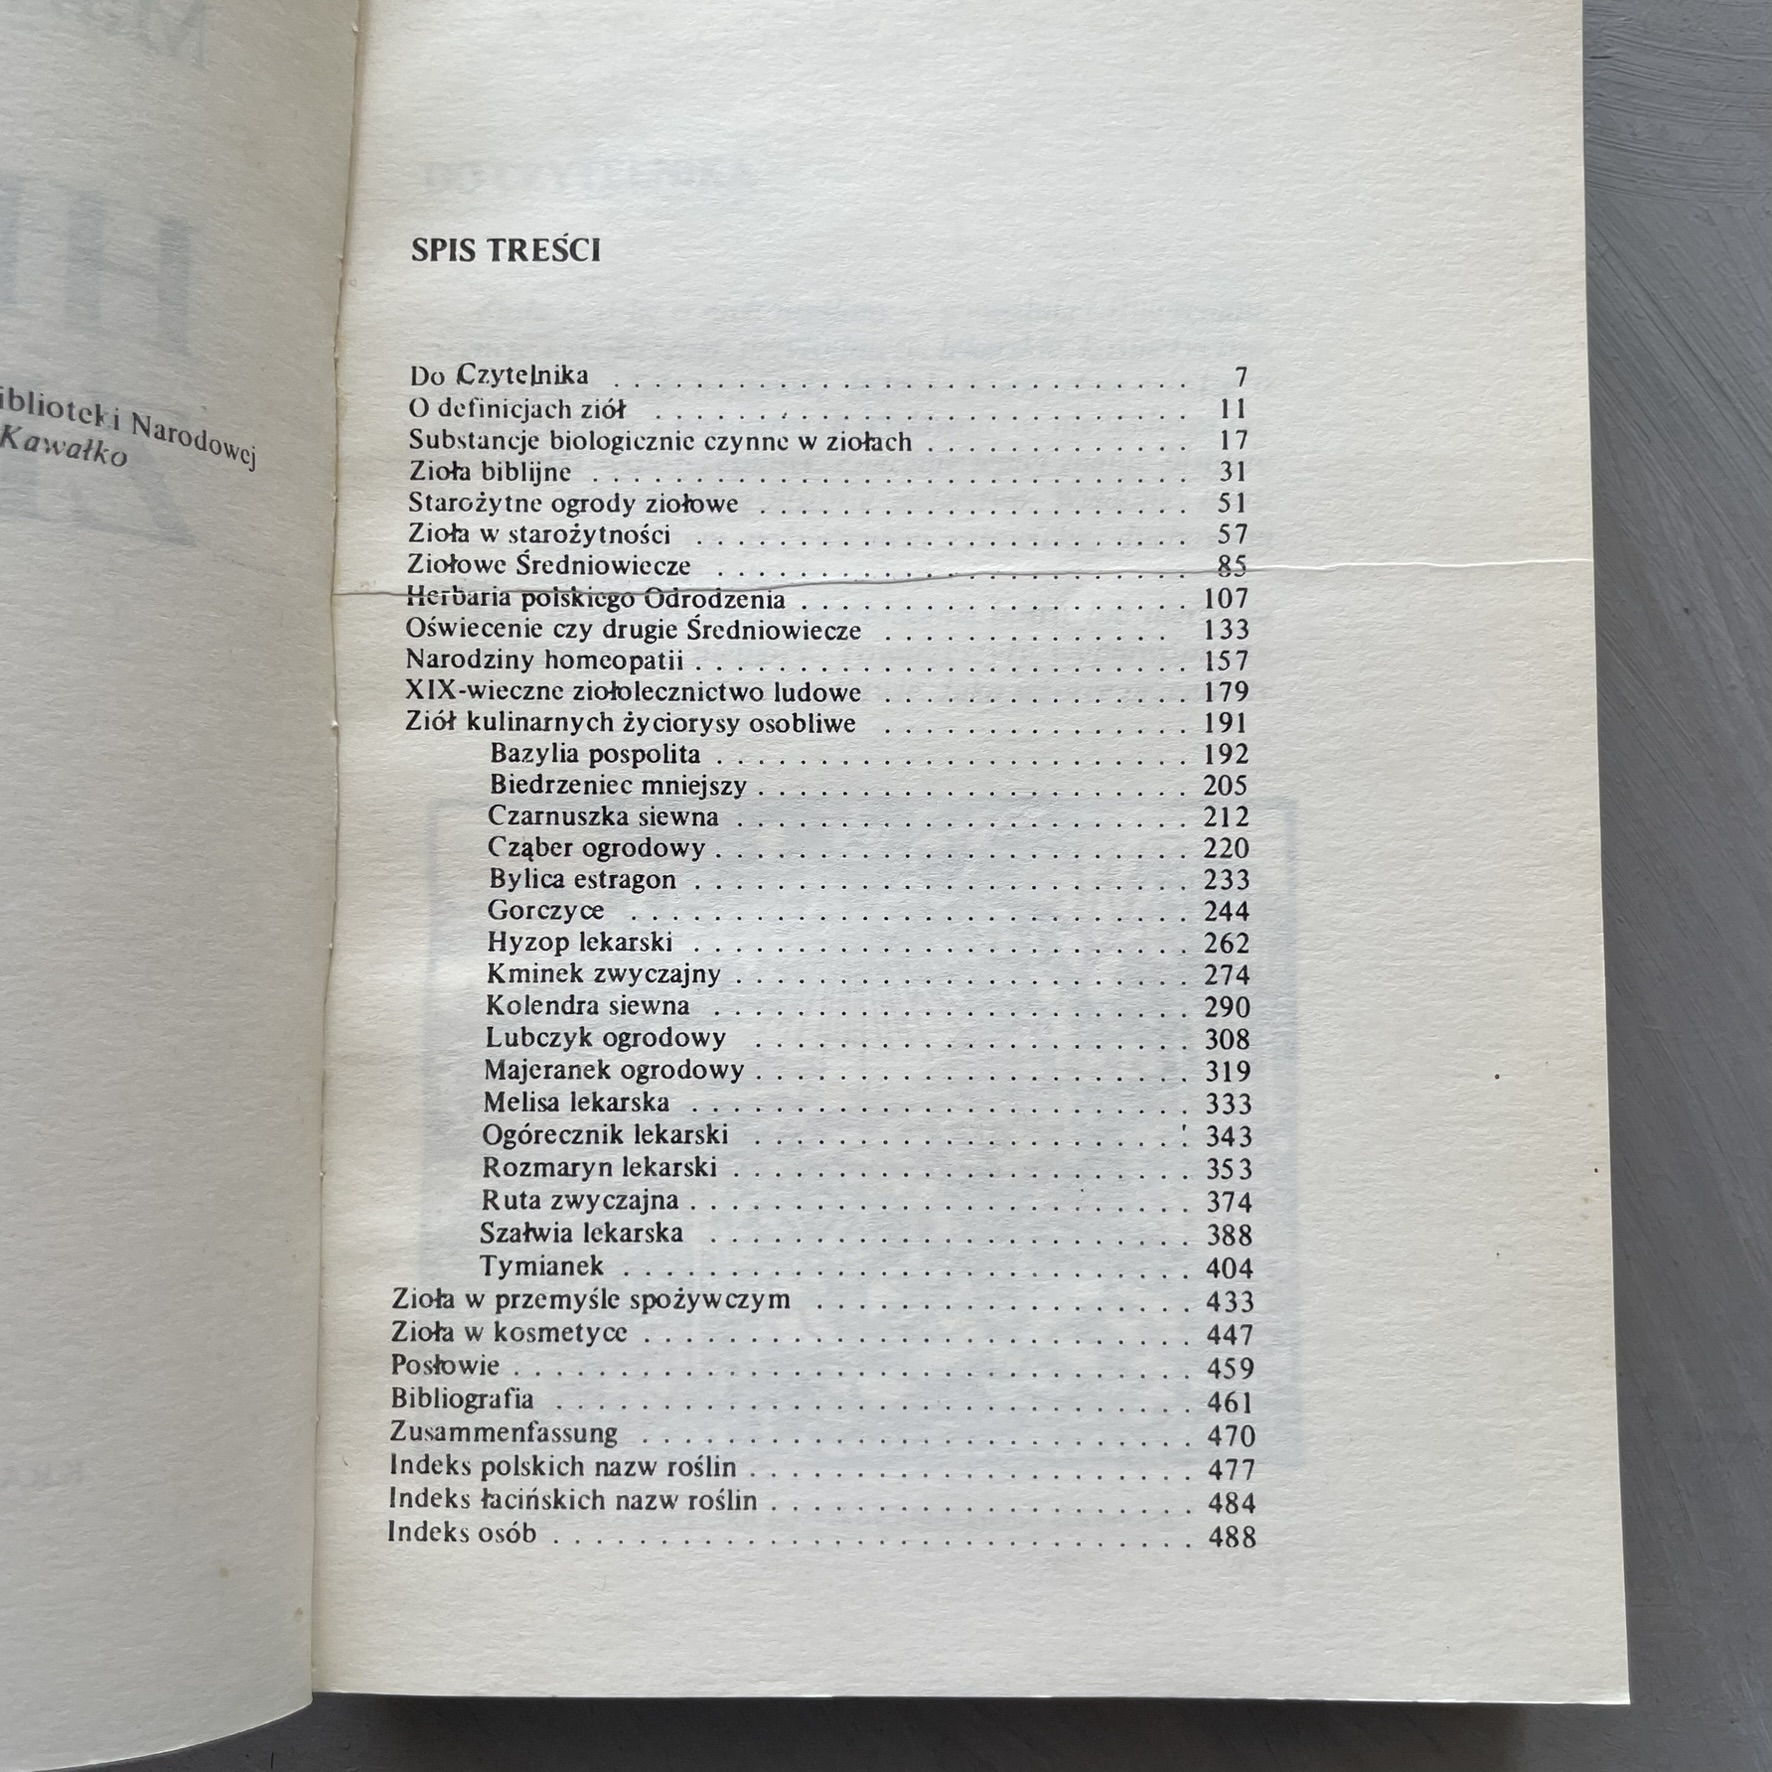 iblioteki Narodowej
Kawałko
SPIS TREŚCI
Do Czytelnika . . . . . . . . . . . . . . . . . . . . . . . . . . . . 7
O definicjach ziół . . . . . . . . . . . . . . . . . . . . . . . . . . 11
Substancje biologicznie czynne w ziołach . . . . . . . . . . . . . 17
Zioła biblijne . . . . . . . . . . . . . . . . . . . . . . . . . . . . . 31
Starożytne ogrody ziołowe . . . . . . . . . . . . . . . . . . . . . 51
Zioła w starożytności . . . . . . . . . . . . . . . . . . . . . . . . 57
Ziołowe Średniowiecze . . . . . . . . . . . . . . . . . . . . . . . 85
Herbaria polskiego Odrodzenia . . . . . . . . . . . . . . . . . . . 107
Oświecenie czy drugie Średniowiecze . . . . . . . . . . . . . . 133
Narodziny homeopatii . . . . . . . . . . . . . . . . . . . . . . . . 157
XIX-wieczne ziołolecznictwo ludowe . . . . . . . . . . . . . . . 179
Ziół kulinarnych życiorysy osobliwe . . . . . . . . . . . . . . . 191
Bazylia pospolita . . . . . . . . . . . . . . . . . . . . . . . 192
Biedrzeniec mniejszy . . . . . . . . . . . . . . . . . . . . . 205
Czarnuszka siewna . . . . . . . . . . . . . . . . . . . . . . 212
Cząber ogrodowy . . . . . . . . . . . . . . . . . . . . . . . 220
Bylica estragon . . . . . . . . . . . . . . . . . . . . . . . . 233
Gorczyce . . . . . . . . . . . . . . . . . . . . . . . . . . . 244
Hyzop lekarski . . . . . . . . . . . . . . . . . . . . . . . . 262
Kminek zwyczajny . . . . . . . . . . . . . . . . . . . . . . 274
Kolendra siewna . . . . . . . . . . . . . . . . . . . . . . . 290
Lubczyk ogrodowy . . . . . . . . . . . . . . . . . . . . . 308
Majeranek ogrodowy . . . . . . . . . . . . . . . . . . . . . 319
Melisa lekarska . . . . . . . . . . . . . . . . . . . . . . . . 333
Ogórecznik lekarski . . . . . . . . . . . . . . . . . . . . . 343
Rozmaryn lekarski . . . . . . . . . . . . . . . . . . . . . . 353
Ruta zwyczajna . . . . . . . . . . . . . . . . . . . . . . . . 374
Szałwia lekarska . . . . . . . . . . . . . . . . . . . . . . . 388
Tymianek . . . . . . . . . . . . . . . . . . . . . . . . . . . 404
Zioła w przemyśle spożywczym . . . . . . . . . . . . . . . . . . 433
Zioła w kosmetyce . . . . . . . . . . . . . . . . . . . . . . . . . . 447
Posłowie . . . . . . . . . . . . . . . . . . . . . . . . . . . . . . . . 459
Bibliografia . . . . . . . . . . . . . . . . . . . . . . . . . . . . . . 461
Zusammenfassung . . . . . . . . . . . . . . . . . . . . . . . . . . 470
Indeks polskich nazw roślin . . . . . . . . . . . . . . . . . . . . . 477
Indeks łacińskich nazw roślin . . . . . . . . . . . . . . . . . . . . 484
Indeks osób . . . . . . . . . . . . . . . . . . . . . . . . . . . . . . 488